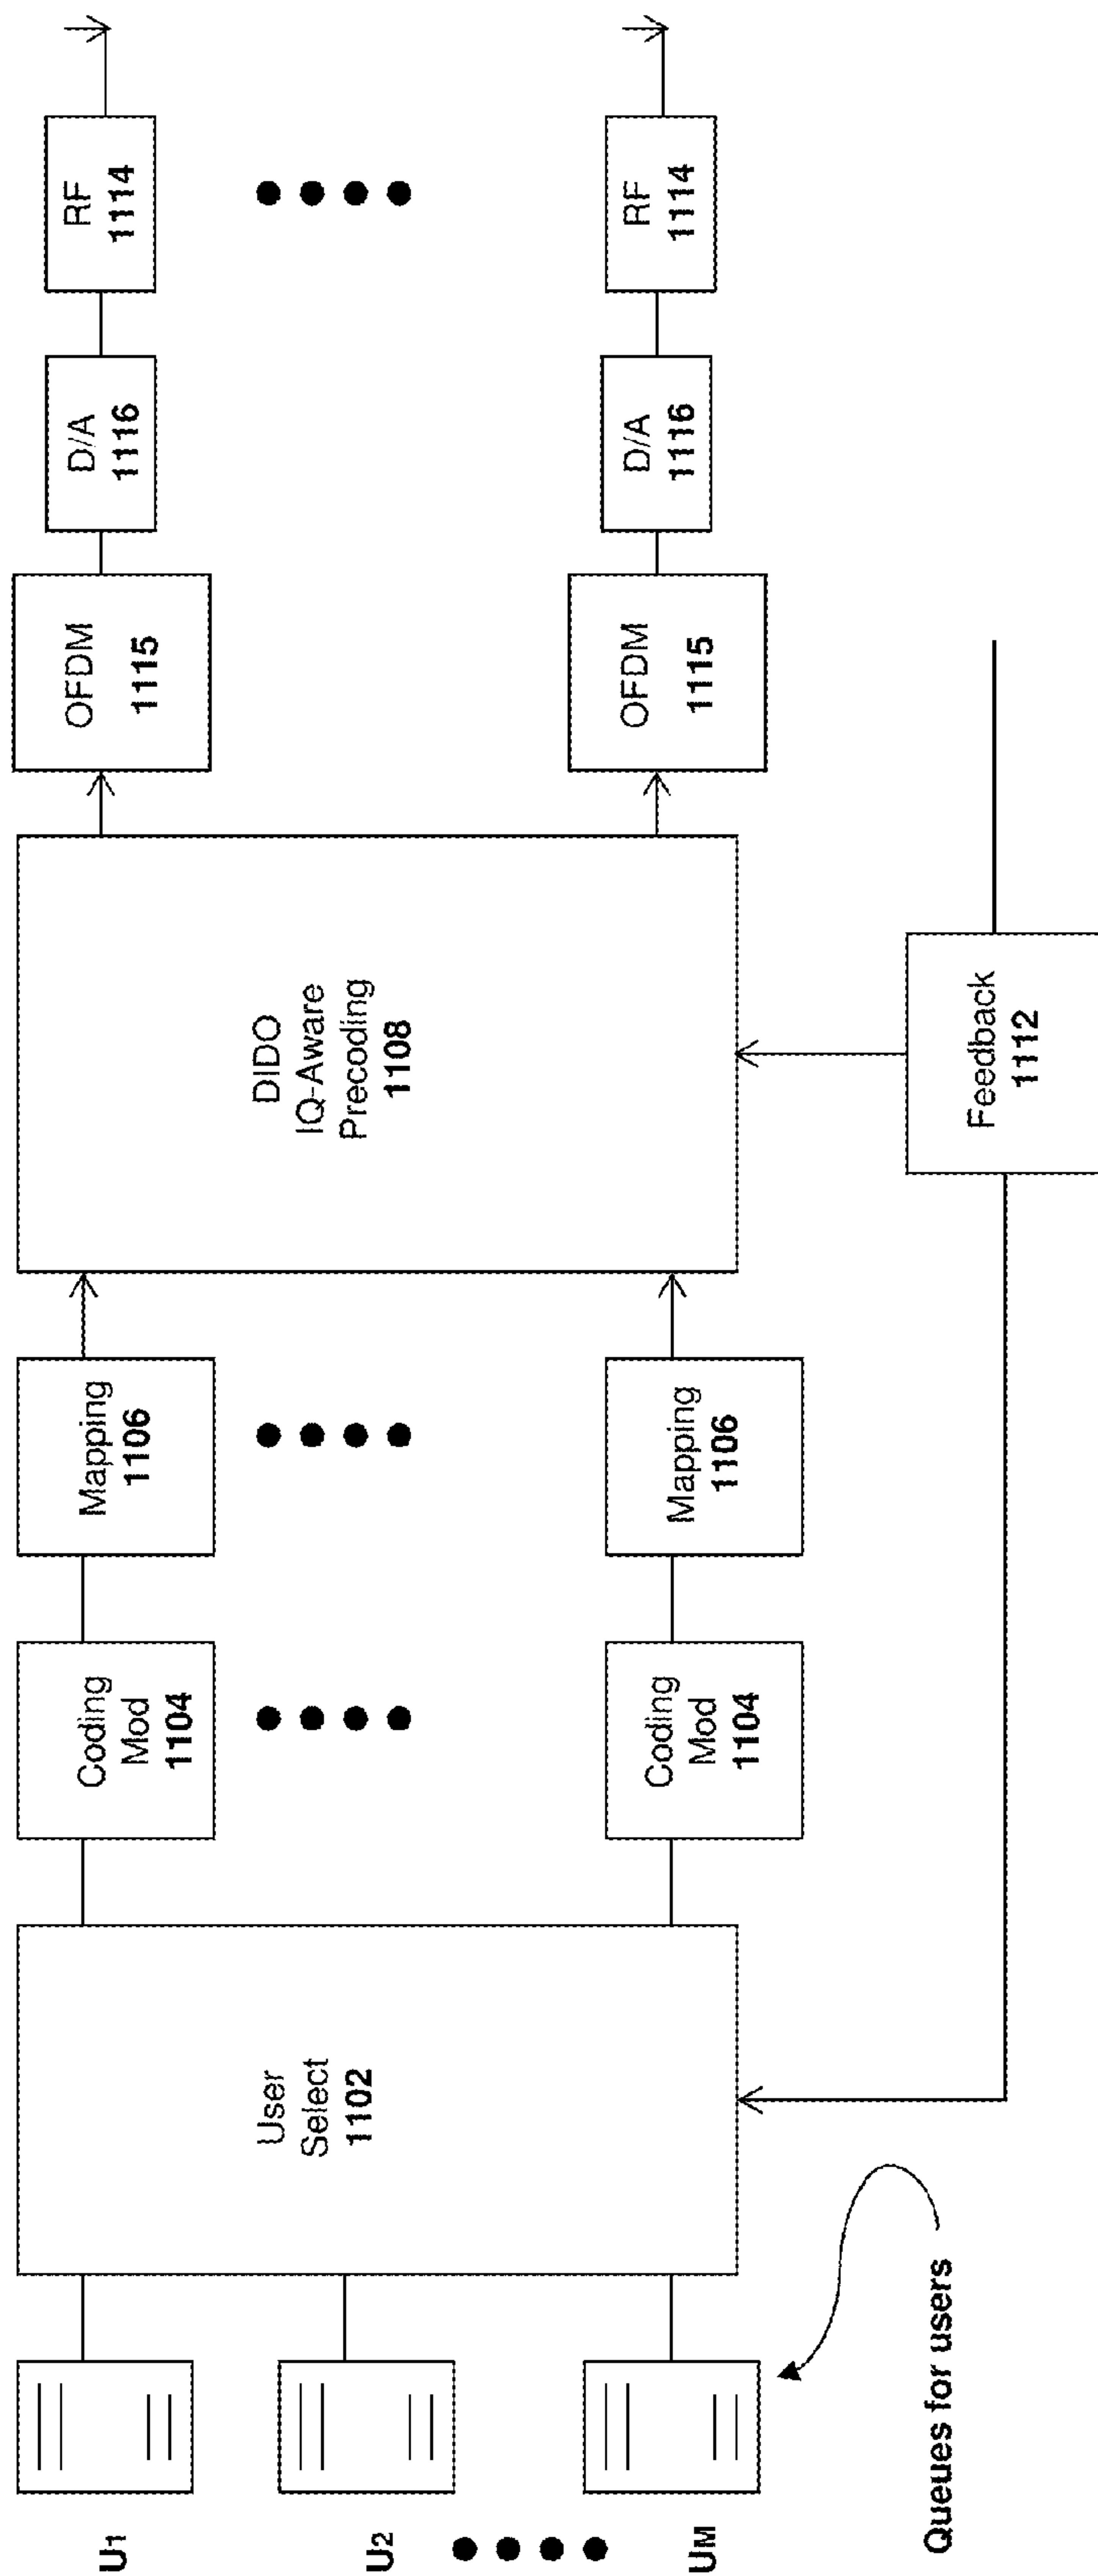 U1
U2
UM
Queues for users
User
Select
1102
Coding
Mod
1104
Coding
Mod
1104
Mapping
1106
Mapping
1106
DIDO
IQ-Aware
Precoding
1108
Feedback
1112
OFDM
1115
OFDM
1115
D/A
1116
D/A
1116
RF
1114
RF
1114